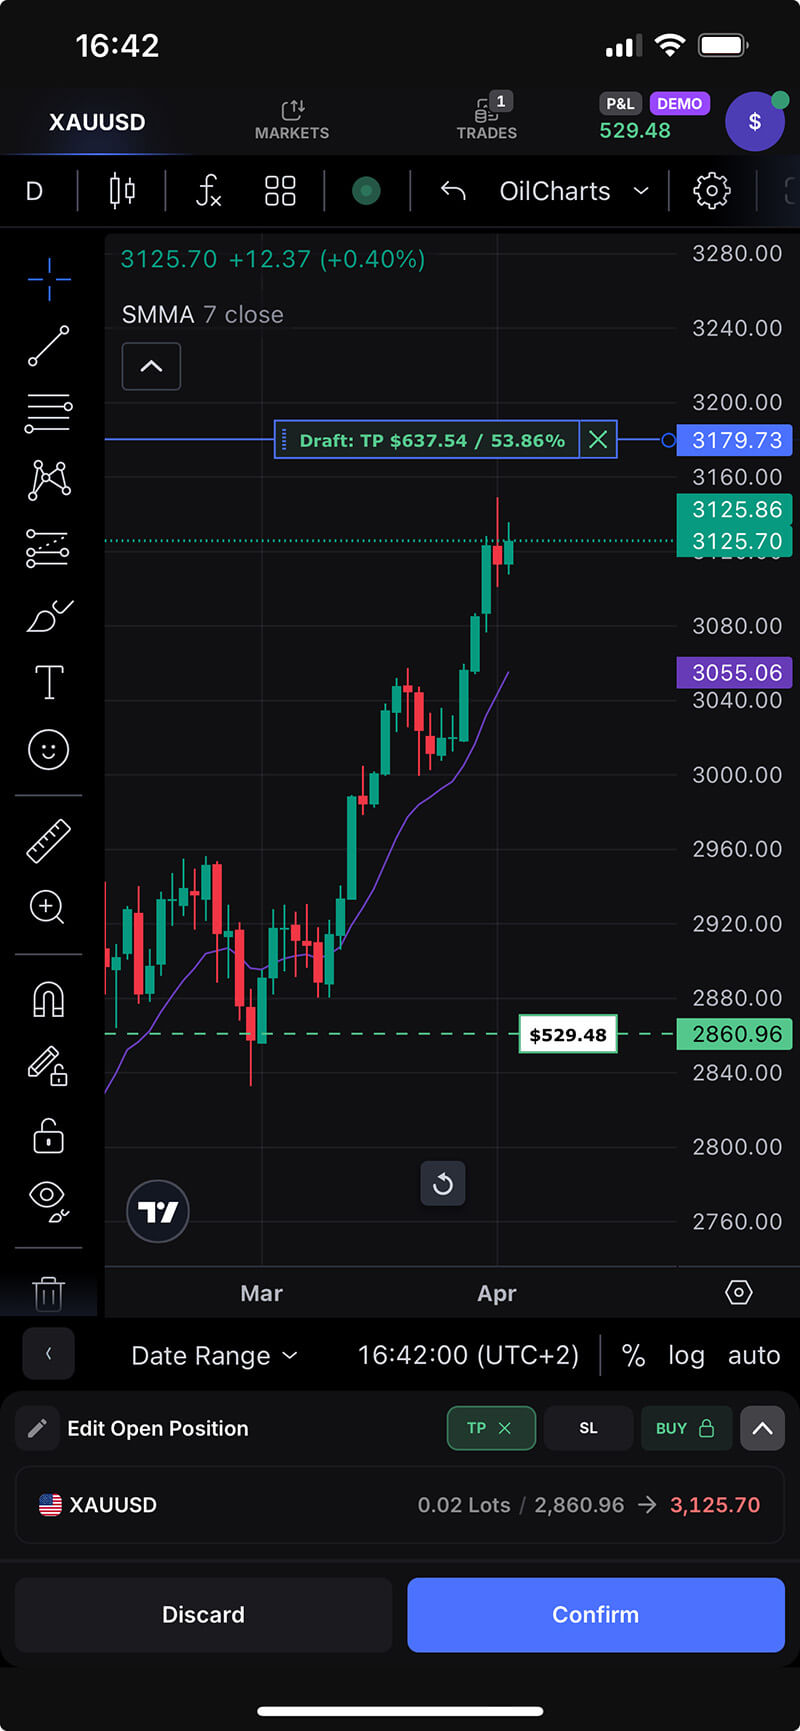 16:42
XAUUSD
MARKETS
1
TRADES
P&L DEMO
529.48
$
D
fx
OilCharts
3125.70 +12.37 (+0.40%)
SMMA 7 close
3280.00
3240.00
3200.00
Draft: TP $637.54 / 53.86%
3179.73
3160.00
3125.86
3125.70
3080.00
3055.06
3040.00
3000.00
2960.00
2920.00
2880.00
$529.48
2860.96
2840.00
2800.00
2760.00
T
Mar
Apr
Date Range
16:42:00 (UTC+2)
% log auto
Edit Open Position
TP
SL
BUY
XAUUSD
0.02 Lots / 2,860.96 → 3,125.70
Discard
Confirm